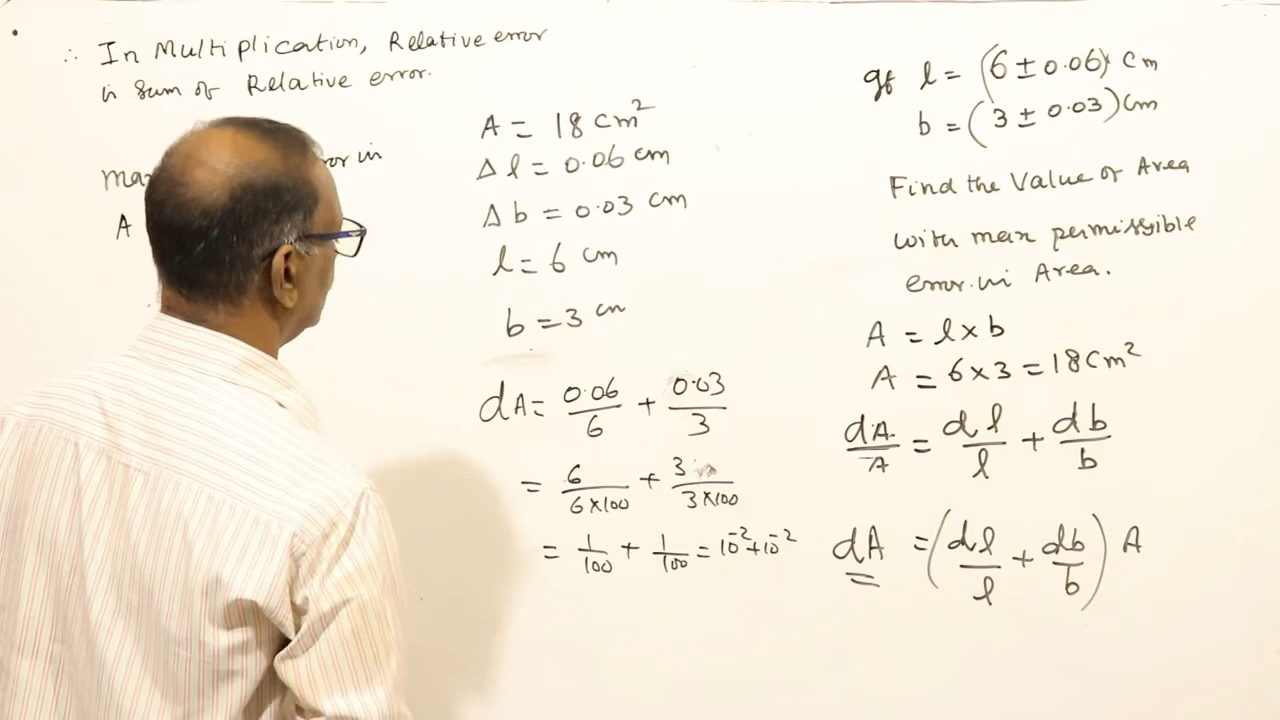 ∴ In Multiplication, Relative error
is Sum of Relative error.
in
A
A = 18 cm²
Δl = 0.06 cm
Δb = 0.03 cm
l = 6 cm
b = 3 cm
dA = 0.06/6 + 0.03/3
= 6/6×100 + 3/3×100
= 1/100 + 1/100 = 10⁻² + 10⁻²
If l = (6 ± 0.06) cm
b = (3 ± 0.03) cm
Find the Value of Area
with max permissible
error in Area.
A = l × b
A = 6 × 3 = 18 cm²
dA/A = dl/l + db/b
dA = (dl/l + db/b) A